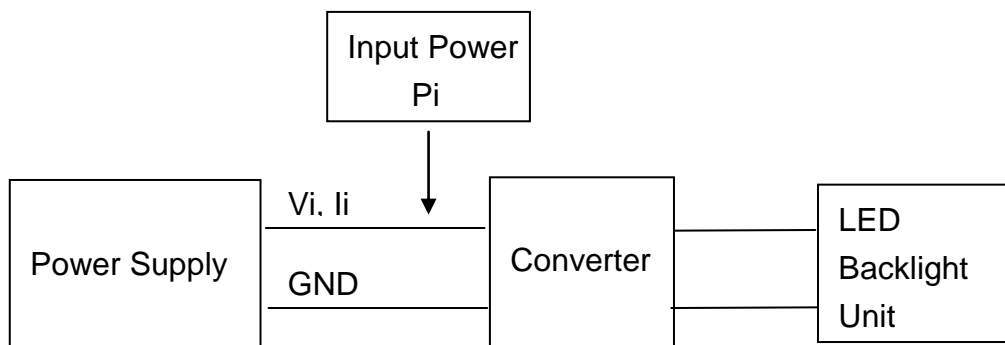 Input Power
Pi
Vi, Ii
Power Supply
GND
Converter
LED
Backlight
Unit